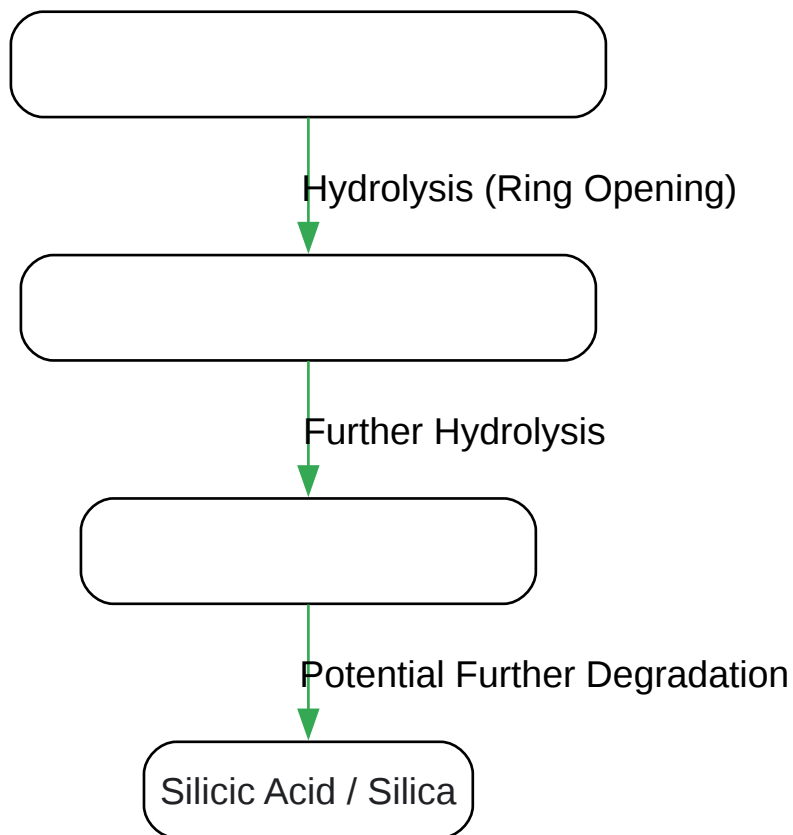 Hydrolysis (Ring Opening)
Further Hydrolysis
Potential Further Degradation
Silicic Acid / Silica